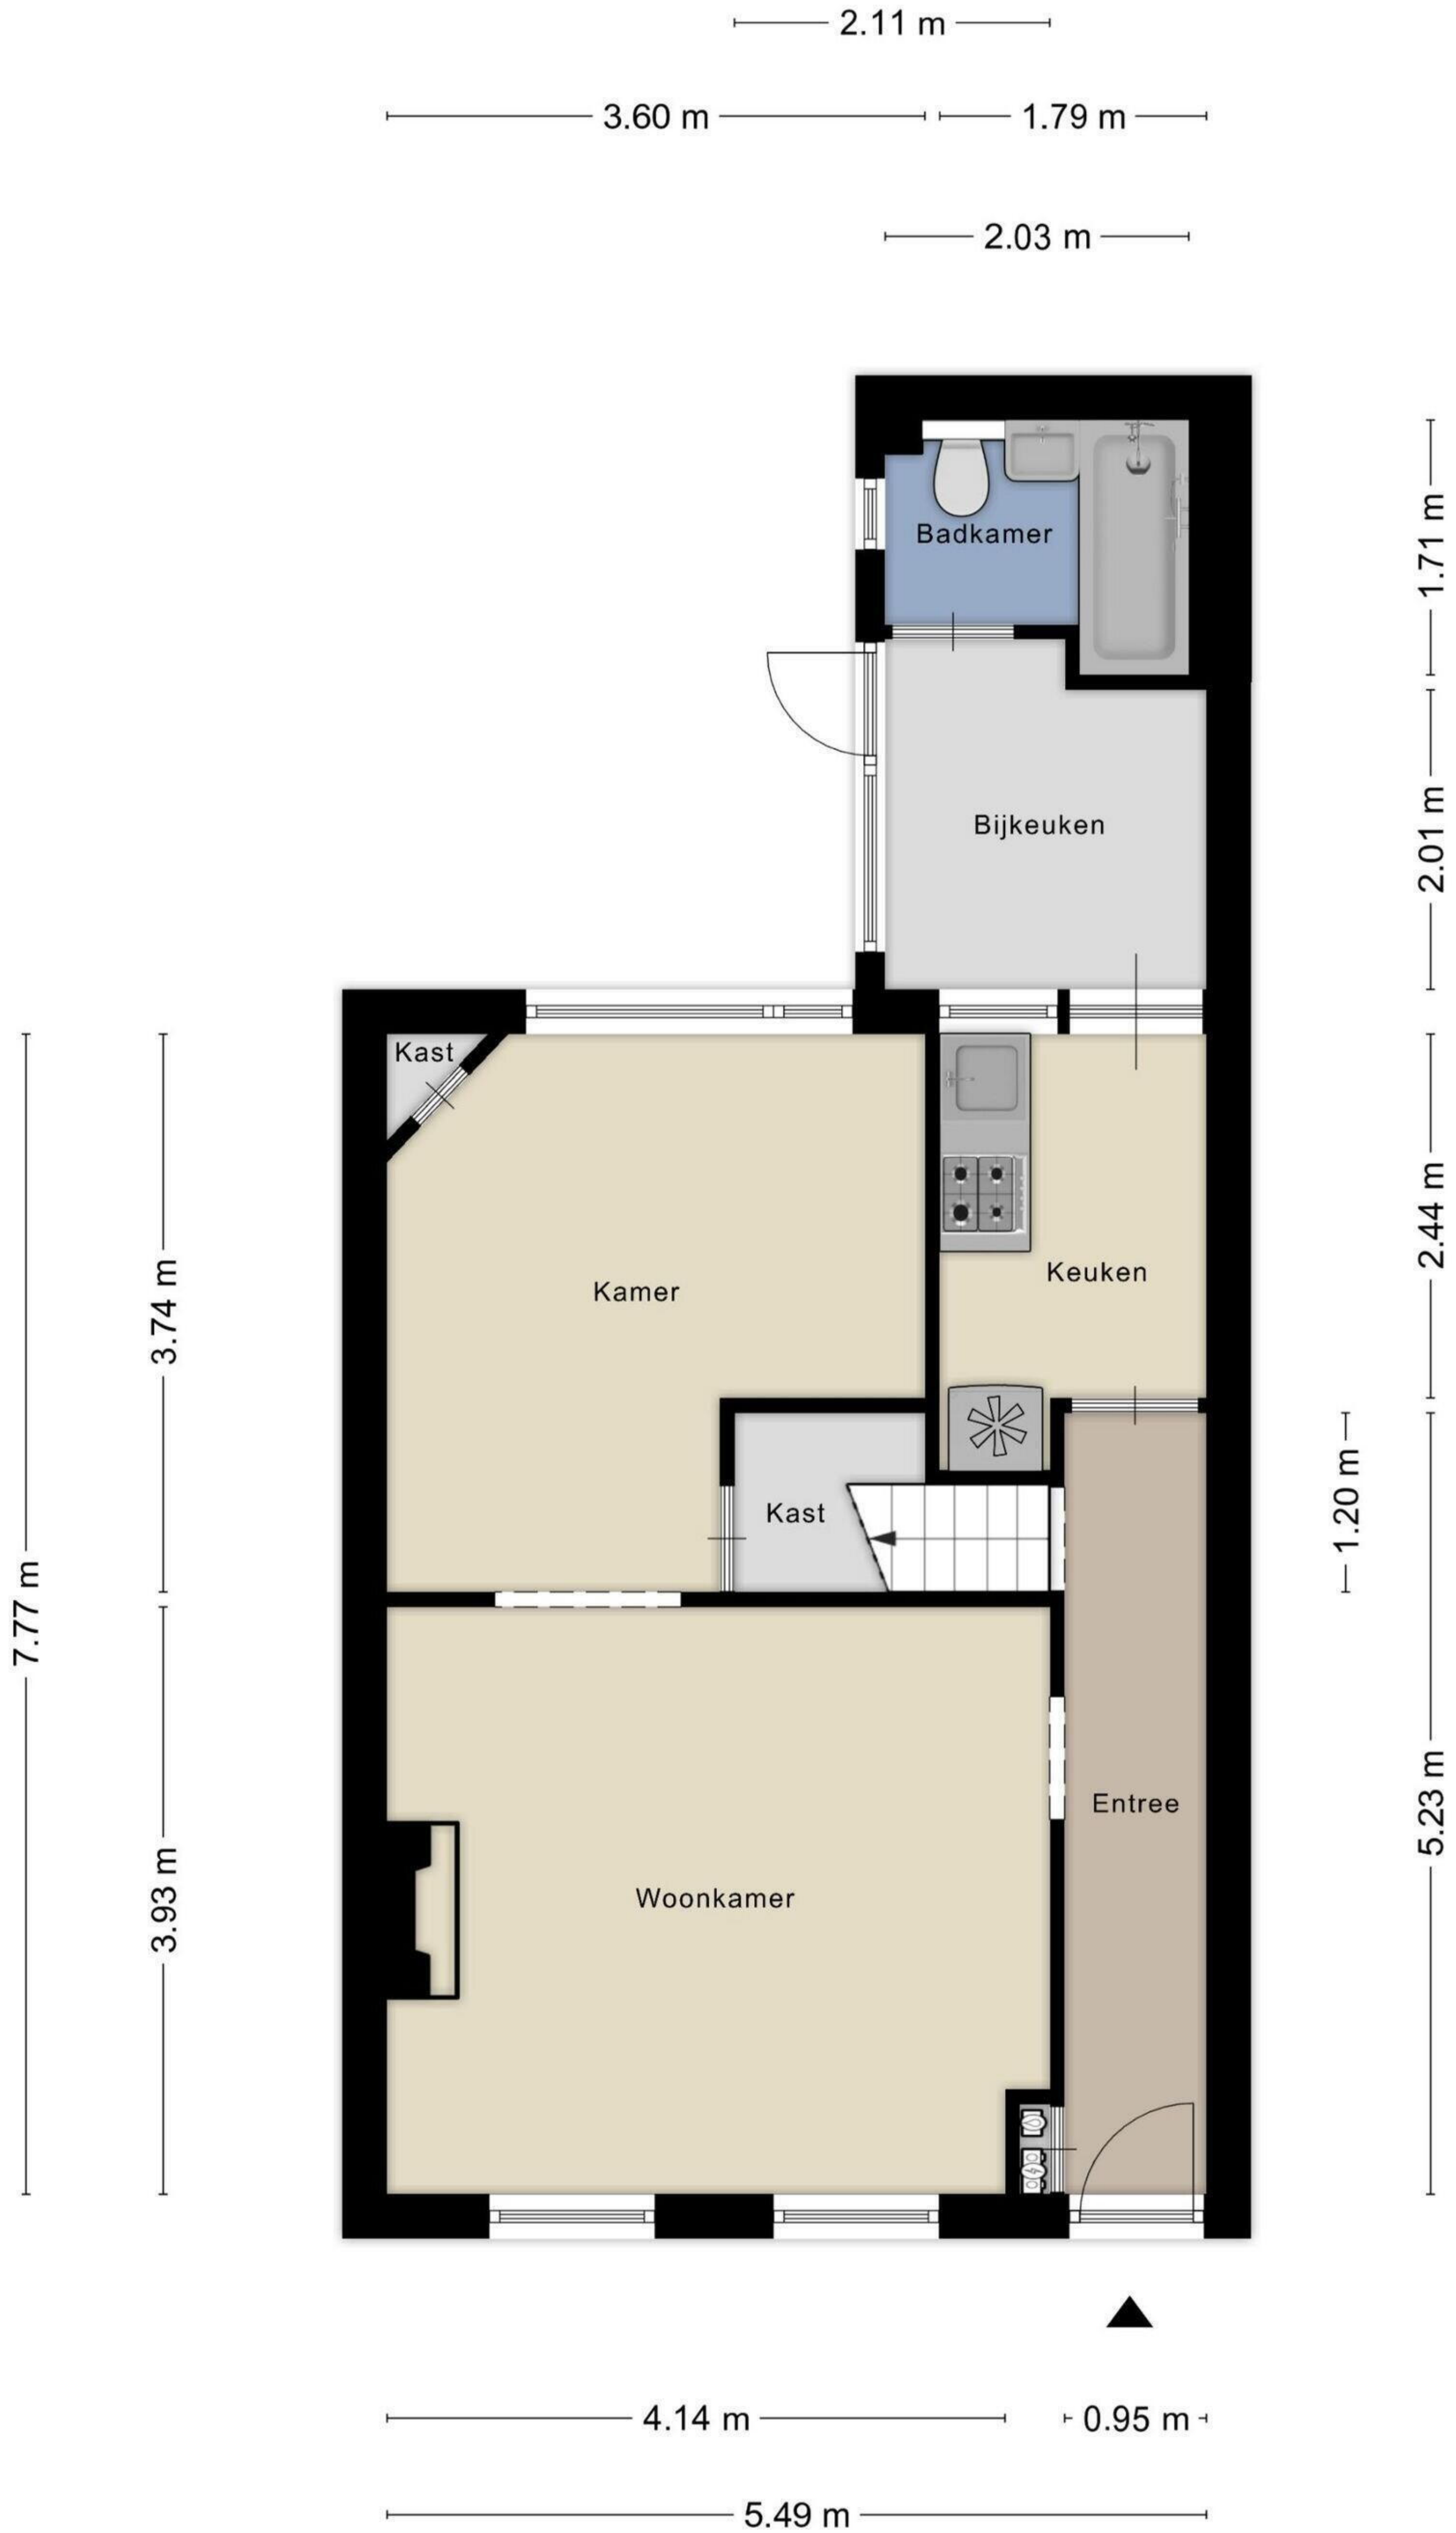 2.11 m
3.60 m
1.79 m
2.03 m
Badkamer
1.71 m
Bijkeuken
2.01 m
Kast
Kamer
Keuken
3.74 m
2.44 m
Kast
1.20 m
7.77 m
Entree
Woonkamer
3.93 m
5.23 m
4.14 m
0.95 m
5.49 m